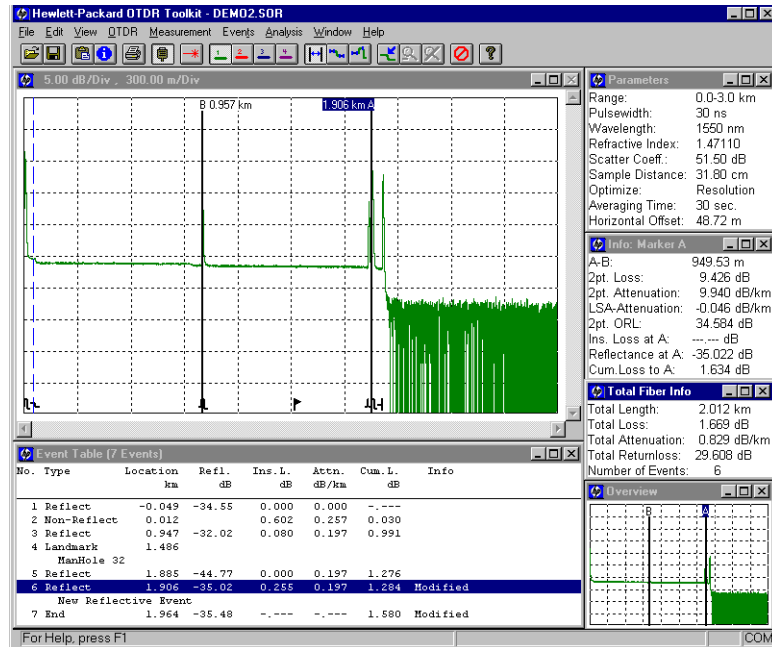 Hewlett-Packard OTDR Toolkit - DEMO2.SOR
File Edit View OTDR Measurement Events Analysis Window Help
1 2 3 4
5.00 dB/Div , 300.00 m/Div
B 0.957 km
1.906 km A
Parameters
Range: 0.0-3.0 km
Pulsewidth: 30 ns
Wavelength: 1550 nm
Refractive Index: 1.47110
Scatter Coeff.: 51.50 dB
Sample Distance: 31.80 cm
Optimize: Resolution
Averaging Time: 30 sec.
Horizontal Offset: 48.72 m
Info: Marker A
A-B: 949.53 m
2pt. Loss: 9.426 dB
2pt. Attenuation: 9.940 dB/km
LSA-Attenuation: -0.046 dB/km
2pt. ORL: 34.584 dB
Ins. Loss at A: ---.--- dB
Reflectance at A: -35.022 dB
Cum.Loss to A: 1.634 dB
Total Fiber Info
Total Length: 2.012 km
Total Loss: 1.669 dB
Total Attenuation: 0.829 dB/km
Total Returnloss: 29.608 dB
Number of Events: 6
Overview
B A
Event Table (7 Events)
No. Type Location Refl. Ins.L. Attn. Cum.L. Info
km dB dB dB/km dB
1 Reflect -0.049 -34.55 0.000 0.000 -.---
2 Non-Reflect 0.012 0.602 0.257 0.030
3 Reflect 0.947 -32.02 0.080 0.197 0.991
4 Landmark 1.486
ManHole 32
5 Reflect 1.885 -44.77 0.000 0.197 1.276
6 Reflect 1.906 -35.02 0.255 0.197 1.284 Modified
New Reflective Event
7 End 1.964 -35.48 -.--- -.--- 1.580 Modified
For Help, press F1
COM